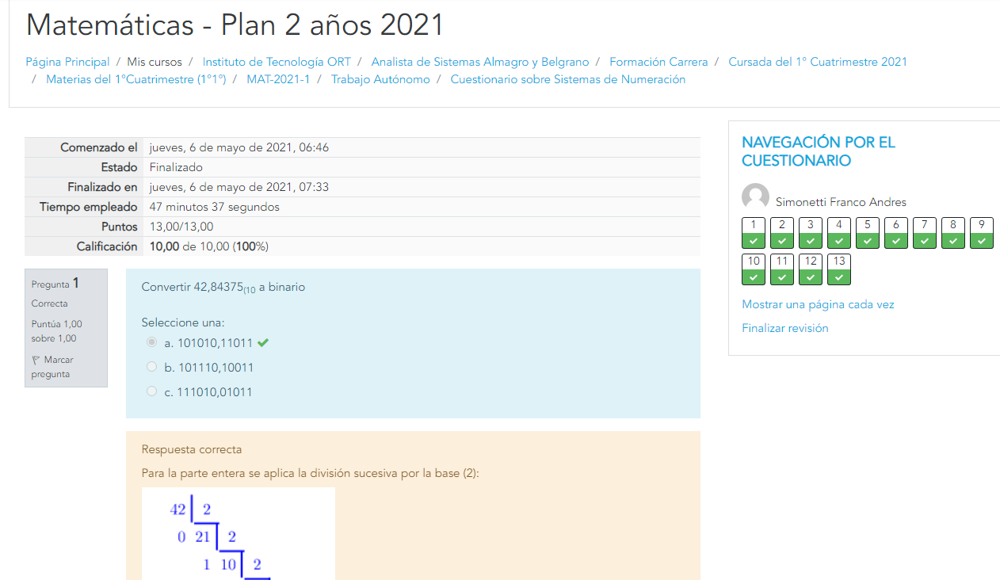 Matemáticas - Plan 2 años 2021
Página Principal / Mis cursos / Instituto de Tecnología ORT / Analista de Sistemas Almagro y Belgrano / Formación Carrera / Cursada del 1° Cuatrimestre 2021
/ Materias del 1°Cuatrimestre (1°1°) / MAT-2021-1 / Trabajo Autónomo / Cuestionario sobre Sistemas de Numeración
Comenzado el jueves, 6 de mayo de 2021, 06:46
Estado Finalizado
Finalizado en jueves, 6 de mayo de 2021, 07:33
Tiempo empleado 47 minutos 37 segundos
Puntos 13,00/13,00
Calificación 10,00 de 10,00 (100%)
Pregunta 1
Correcta
Puntúa 1,00
sobre 1,00
Marcar
pregunta
Convertir 42,84375(10 a binario
Seleccione una:
a. 101010,11011
b. 101110,10011
c. 111010,01011
Respuesta correcta
Para la parte entera se aplica la división sucesiva por la base (2):
42 2
0 21 2
1 10 2
NAVEGACIÓN POR EL
CUESTIONARIO
Simonetti Franco Andres
1 2 3 4 5 6 7 8 9
10 11 12 13
Mostrar una página cada vez
Finalizar revisión